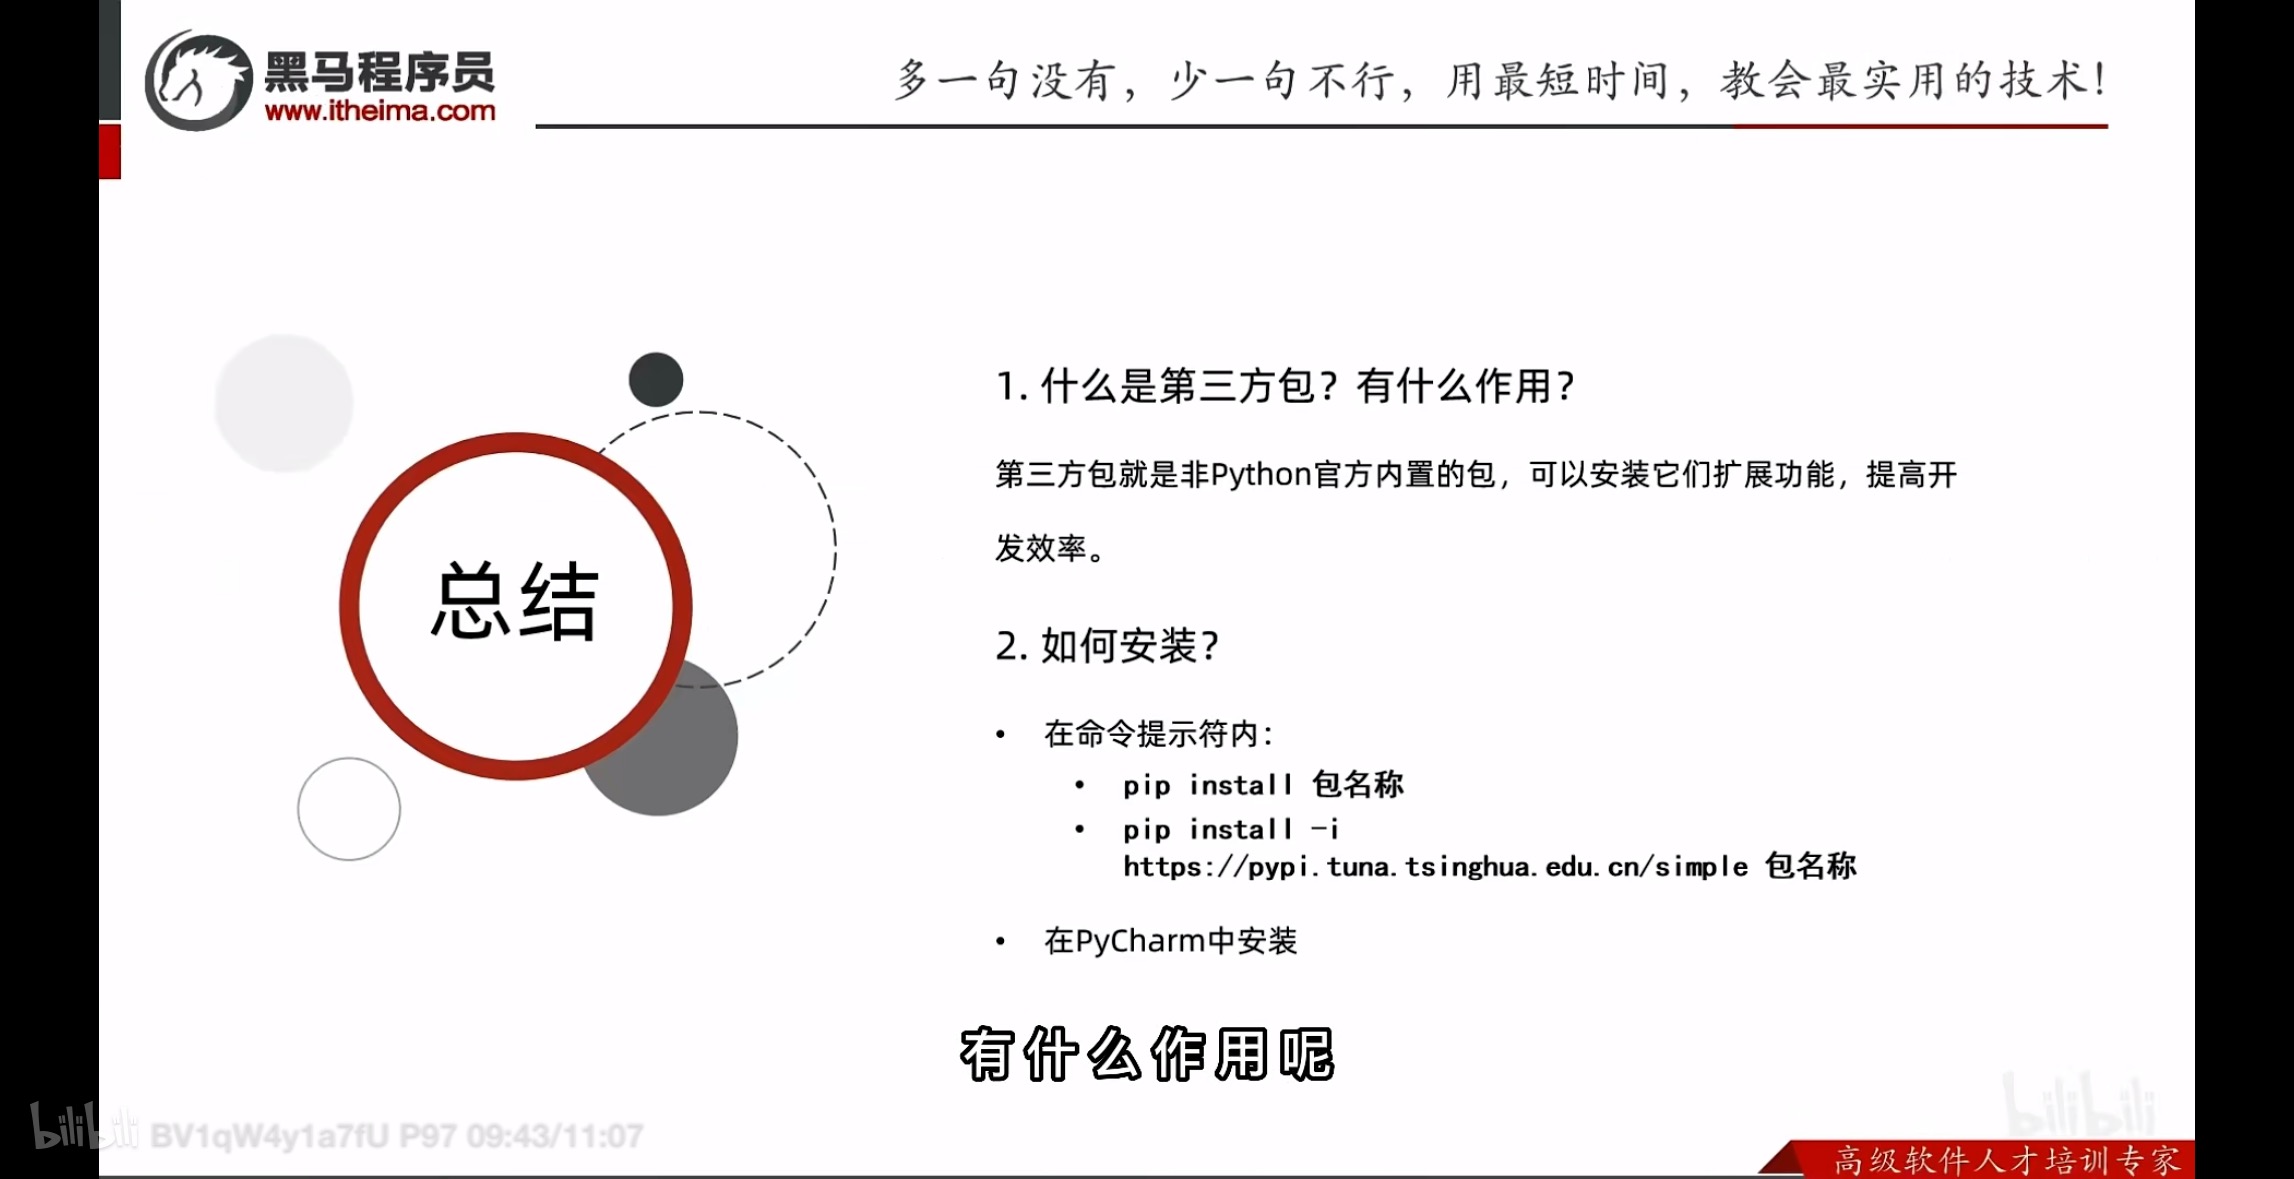 黑马程序员
www.itheima.com
多一句没有，少一句不行，用最短时间，教会最实用的技术！
总结
1. 什么是第三方包？有什么作用？
第三方包就是非Python官方内置的包，可以安装它们扩展功能，提高开
发效率。
2. 如何安装？
• 在命令提示符内：
• pip install 包名称
• pip install -i
https://pypi.tuna.tsinghua.edu.cn/simple 包名称
• 在PyCharm中安装
有什么作用呢
bilibili BV1qW4y1a7fU P97 09:43/11:07
bilibili
高级软件人才培训专家